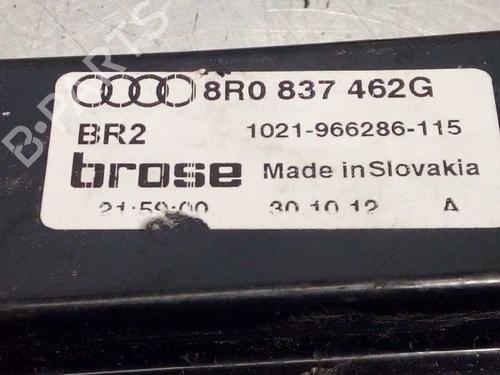 8R0 837 462G
BR2 1021-966286-115
brose Made in Slovakia
21:59:00 30.10.12 A
B-PARTS